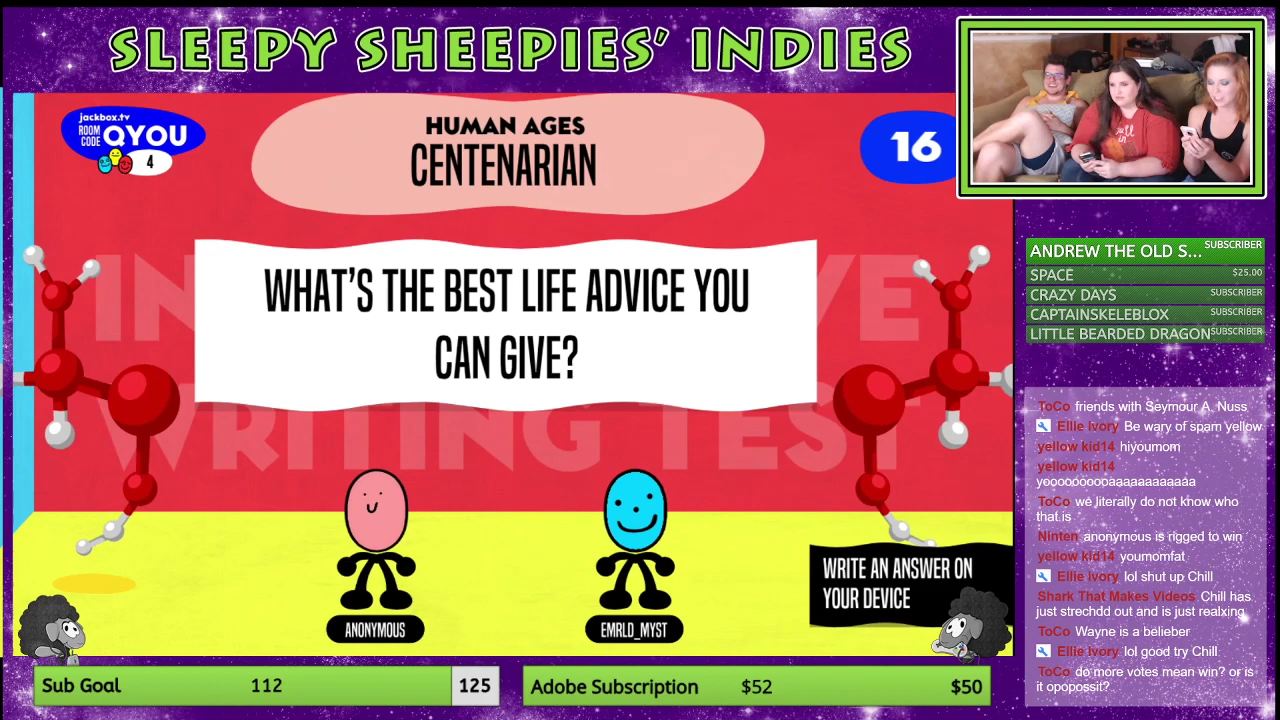 SLEEPY SHEEPIES' INDIES
jackbox.tv
ROOM
CODE
QYOU
4
HUMAN AGES
CENTENARIAN
16
WHAT'S THE BEST LIFE ADVICE YOU
CAN GIVE?
WRITING TEST
ANONYMOUS
EMRLD_MYST
WRITE AN ANSWER ON
YOUR DEVICE
ANDREW THE OLD S... SUBSCRIBER
SPACE $25.00
CRAZY DAYS SUBSCRIBER
CAPTAINSKELEBLOX SUBSCRIBER
LITTLE BEARDED DRAGON SUBSCRIBER
ToCo friends with Seymour A. Nuss
Ellie Ivory Be wary of spam yellow
yellow kid14 hiyoumom
yellow kid14
yoooooooooaaaaaaaaaaaa
ToCo we literally do not know who
that is
Ninten anonymous is rigged to win
yellow kid14 youmomfat
Ellie Ivory lol shut up Chill
Shark That Makes Videos Chill has
just strechdd out and is just realxing
ToCo Wayne is a belieber
Ellie Ivory lol good try Chill
ToCo do more votes mean win? or is
it opopossit?
Sub Goal 112 125
Adobe Subscription $52 $50